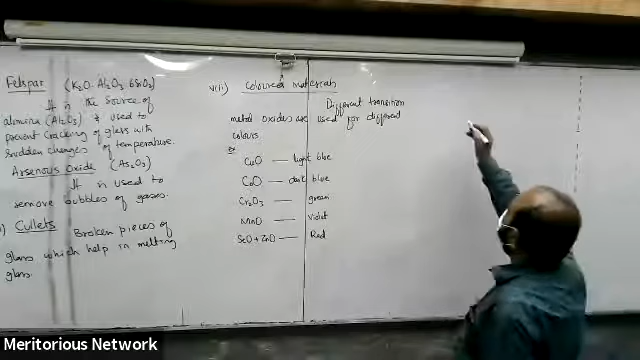 Felspar (K2O. Al2O3. 6SiO2)
It is the source of
alumina (Al2O3) & used to
prevent cracking of glass with
sudden changes of temperature.
Arsenous Oxide (As2O3)
It is used to
remove bubbles of gases.
Cullets Broken pieces of
glass which help in melting
glass.
viii) Coloured materials
Different transition
metal oxides are used for different
colours.
CuO — light blue
CoO — dark blue
Cr2O3 — green
MnO — violet
SeO + ZnO — Red
Meritorious Network